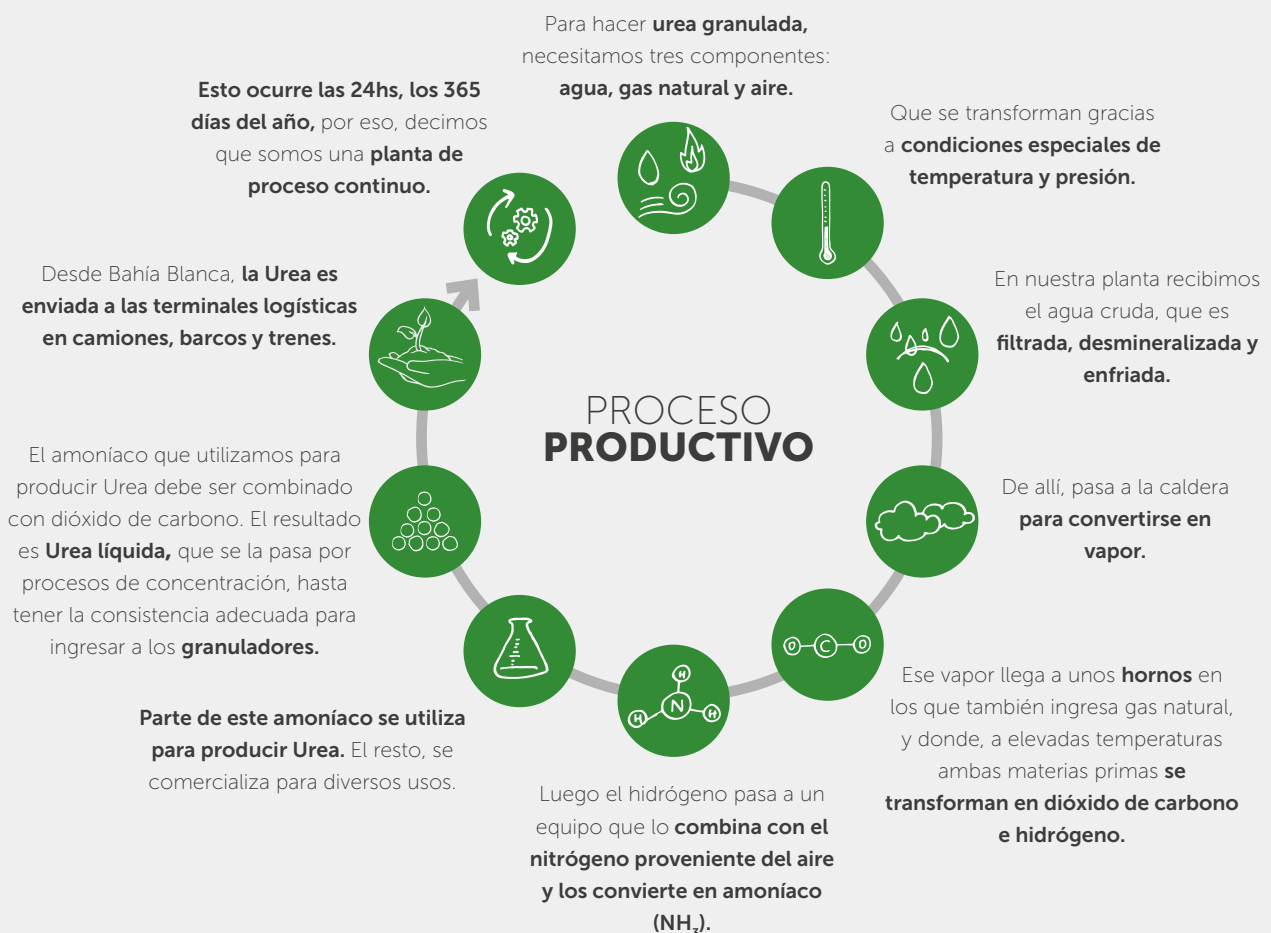 Para hacer urea granulada,
necesitamos tres componentes:
agua, gas natural y aire.
Que se transforman gracias
a condiciones especiales de
temperatura y presión.
En nuestra planta recibimos
el agua cruda, que es
filtrada, desmineralizada y
enfriada.
De allí, pasa a la caldera
para convertirse en
vapor.
O C O
Ese vapor llega a unos hornos en
los que también ingresa gas natural,
y donde, a elevadas temperaturas
ambas materias primas se
transforman en dióxido de carbono
e hidrógeno.
H
H N H
Luego el hidrógeno pasa a un
equipo que lo combina con el
nitrógeno proveniente del aire
y los convierte en amoníaco
(NH₃).
Parte de este amoníaco se utiliza
para producir Urea. El resto, se
comercializa para diversos usos.
El amoníaco que utilizamos para
producir Urea debe ser combinado
con dióxido de carbono. El resultado
es Urea líquida, que se la pasa por
procesos de concentración, hasta
tener la consistencia adecuada para
ingresar a los granuladores.
Desde Bahía Blanca, la Urea es
enviada a las terminales logísticas
en camiones, barcos y trenes.
Esto ocurre las 24hs, los 365
días del año, por eso, decimos
que somos una planta de
proceso continuo.
PROCESO
PRODUCTIVO